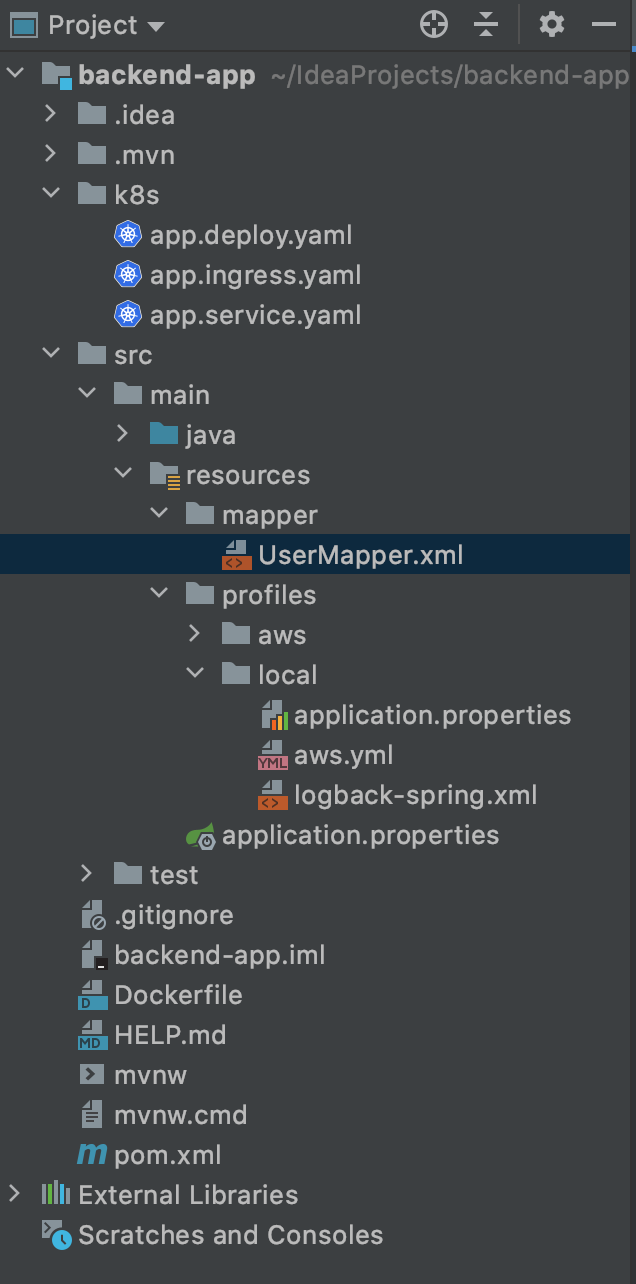 Project
backend-app ~/IdeaProjects/backend-app
.idea
.mvn
k8s
app.deploy.yaml
app.ingress.yaml
app.service.yaml
src
main
java
resources
mapper
<> UserMapper.xml
profiles
aws
local
application.properties
YML aws.yml
<> logback-spring.xml
application.properties
test
.gitignore
backend-app.iml
D Dockerfile
MD HELP.md
mvnw
mvnw.cmd
m pom.xml
External Libraries
Scratches and Consoles